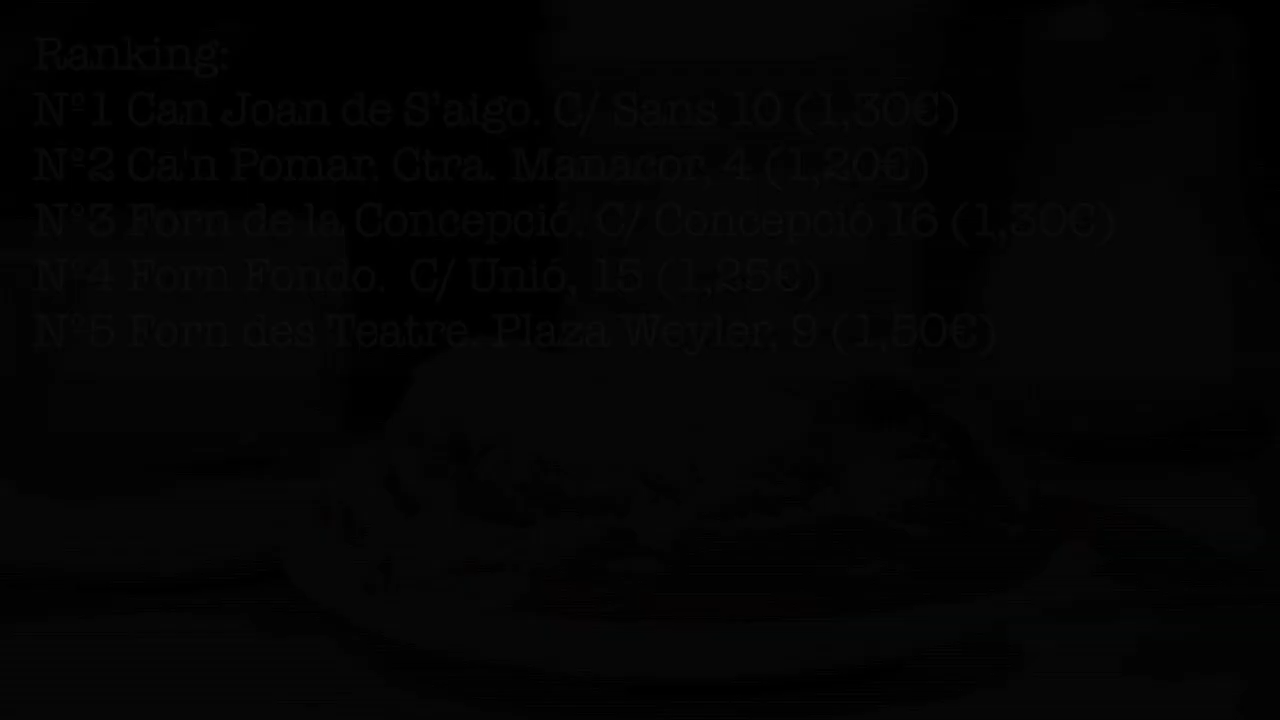 Ranking:
Nº1 Can Joan de S'aigo. C/ Sans 10 (1,30€)
Nº2 Ca'n Pomar. Ctra. Manacor, 4 (1,20€)
Nº3 Forn de la Concepció. C/ Concepció 16 (1,30€)
Nº4 Forn Fondo. C/ Unió, 15 (1,25€)
Nº5 Forn des Teatre. Plaza Weyler, 9 (1,50€)